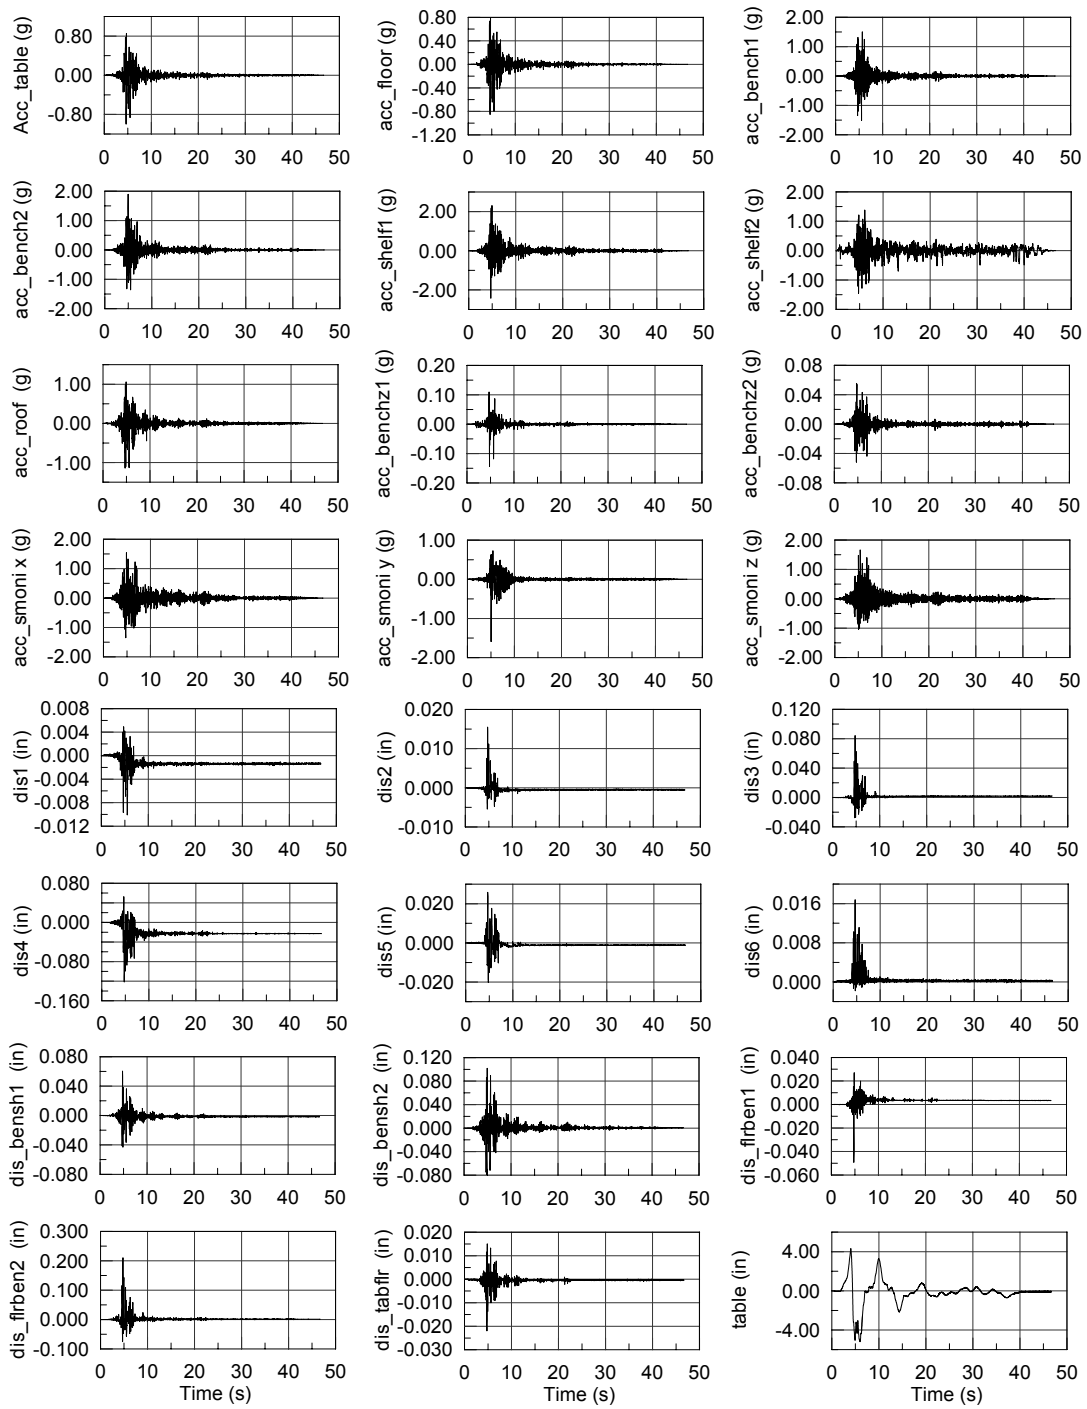 Acc_table (g)
0.80
0.00
-0.80
0 10 20 30 40 50
acc_floor (g)
0.80
0.40
0.00
-0.40
-0.80
-1.20
0 10 20 30 40 50
acc_bench1 (g)
2.00
1.00
0.00
-1.00
-2.00
0 10 20 30 40 50
acc_bench2 (g)
2.00
1.00
0.00
-1.00
-2.00
0 10 20 30 40 50
acc_shelf1 (g)
2.00
0.00
-2.00
0 10 20 30 40 50
acc_shelf2 (g)
2.00
1.00
0.00
-1.00
-2.00
0 10 20 30 40 50
acc_roof (g)
1.00
0.00
-1.00
0 10 20 30 40 50
acc_benchz1 (g)
0.20
0.10
0.00
-0.10
-0.20
0 10 20 30 40 50
acc_benchz2 (g)
0.08
0.04
0.00
-0.04
-0.08
0 10 20 30 40 50
acc_smoni x (g)
2.00
1.00
0.00
-1.00
-2.00
0 10 20 30 40 50
acc_smoni y (g)
1.00
0.00
-1.00
-2.00
0 10 20 30 40 50
acc_smoni z (g)
2.00
1.00
0.00
-1.00
-2.00
0 10 20 30 40 50
dis1 (in)
0.008
0.004
0.000
-0.004
-0.008
-0.012
0 10 20 30 40 50
dis2 (in)
0.020
0.010
0.000
-0.010
0 10 20 30 40 50
dis3 (in)
0.120
0.080
0.040
0.000
-0.040
0 10 20 30 40 50
dis4 (in)
0.080
0.000
-0.080
-0.160
0 10 20 30 40 50
dis5 (in)
0.020
0.000
-0.020
0 10 20 30 40 50
dis6 (in)
0.016
0.008
0.000
0 10 20 30 40 50
dis_bensh1 (in)
0.080
0.040
0.000
-0.040
-0.080
0 10 20 30 40 50
dis_bensh2 (in)
0.120
0.080
0.040
0.000
-0.040
-0.080
0 10 20 30 40 50
dis_flrben1 (in)
0.040
0.020
0.000
-0.020
-0.040
-0.060
0 10 20 30 40 50
dis_flrben2 (in)
0.300
0.200
0.100
0.000
-0.100
0 10 20 30 40 50
Time (s)
dis_tabflr (in)
0.020
0.010
0.000
-0.010
-0.020
-0.030
0 10 20 30 40 50
Time (s)
table (in)
4.00
0.00
-4.00
0 10 20 30 40 50
Time (s)